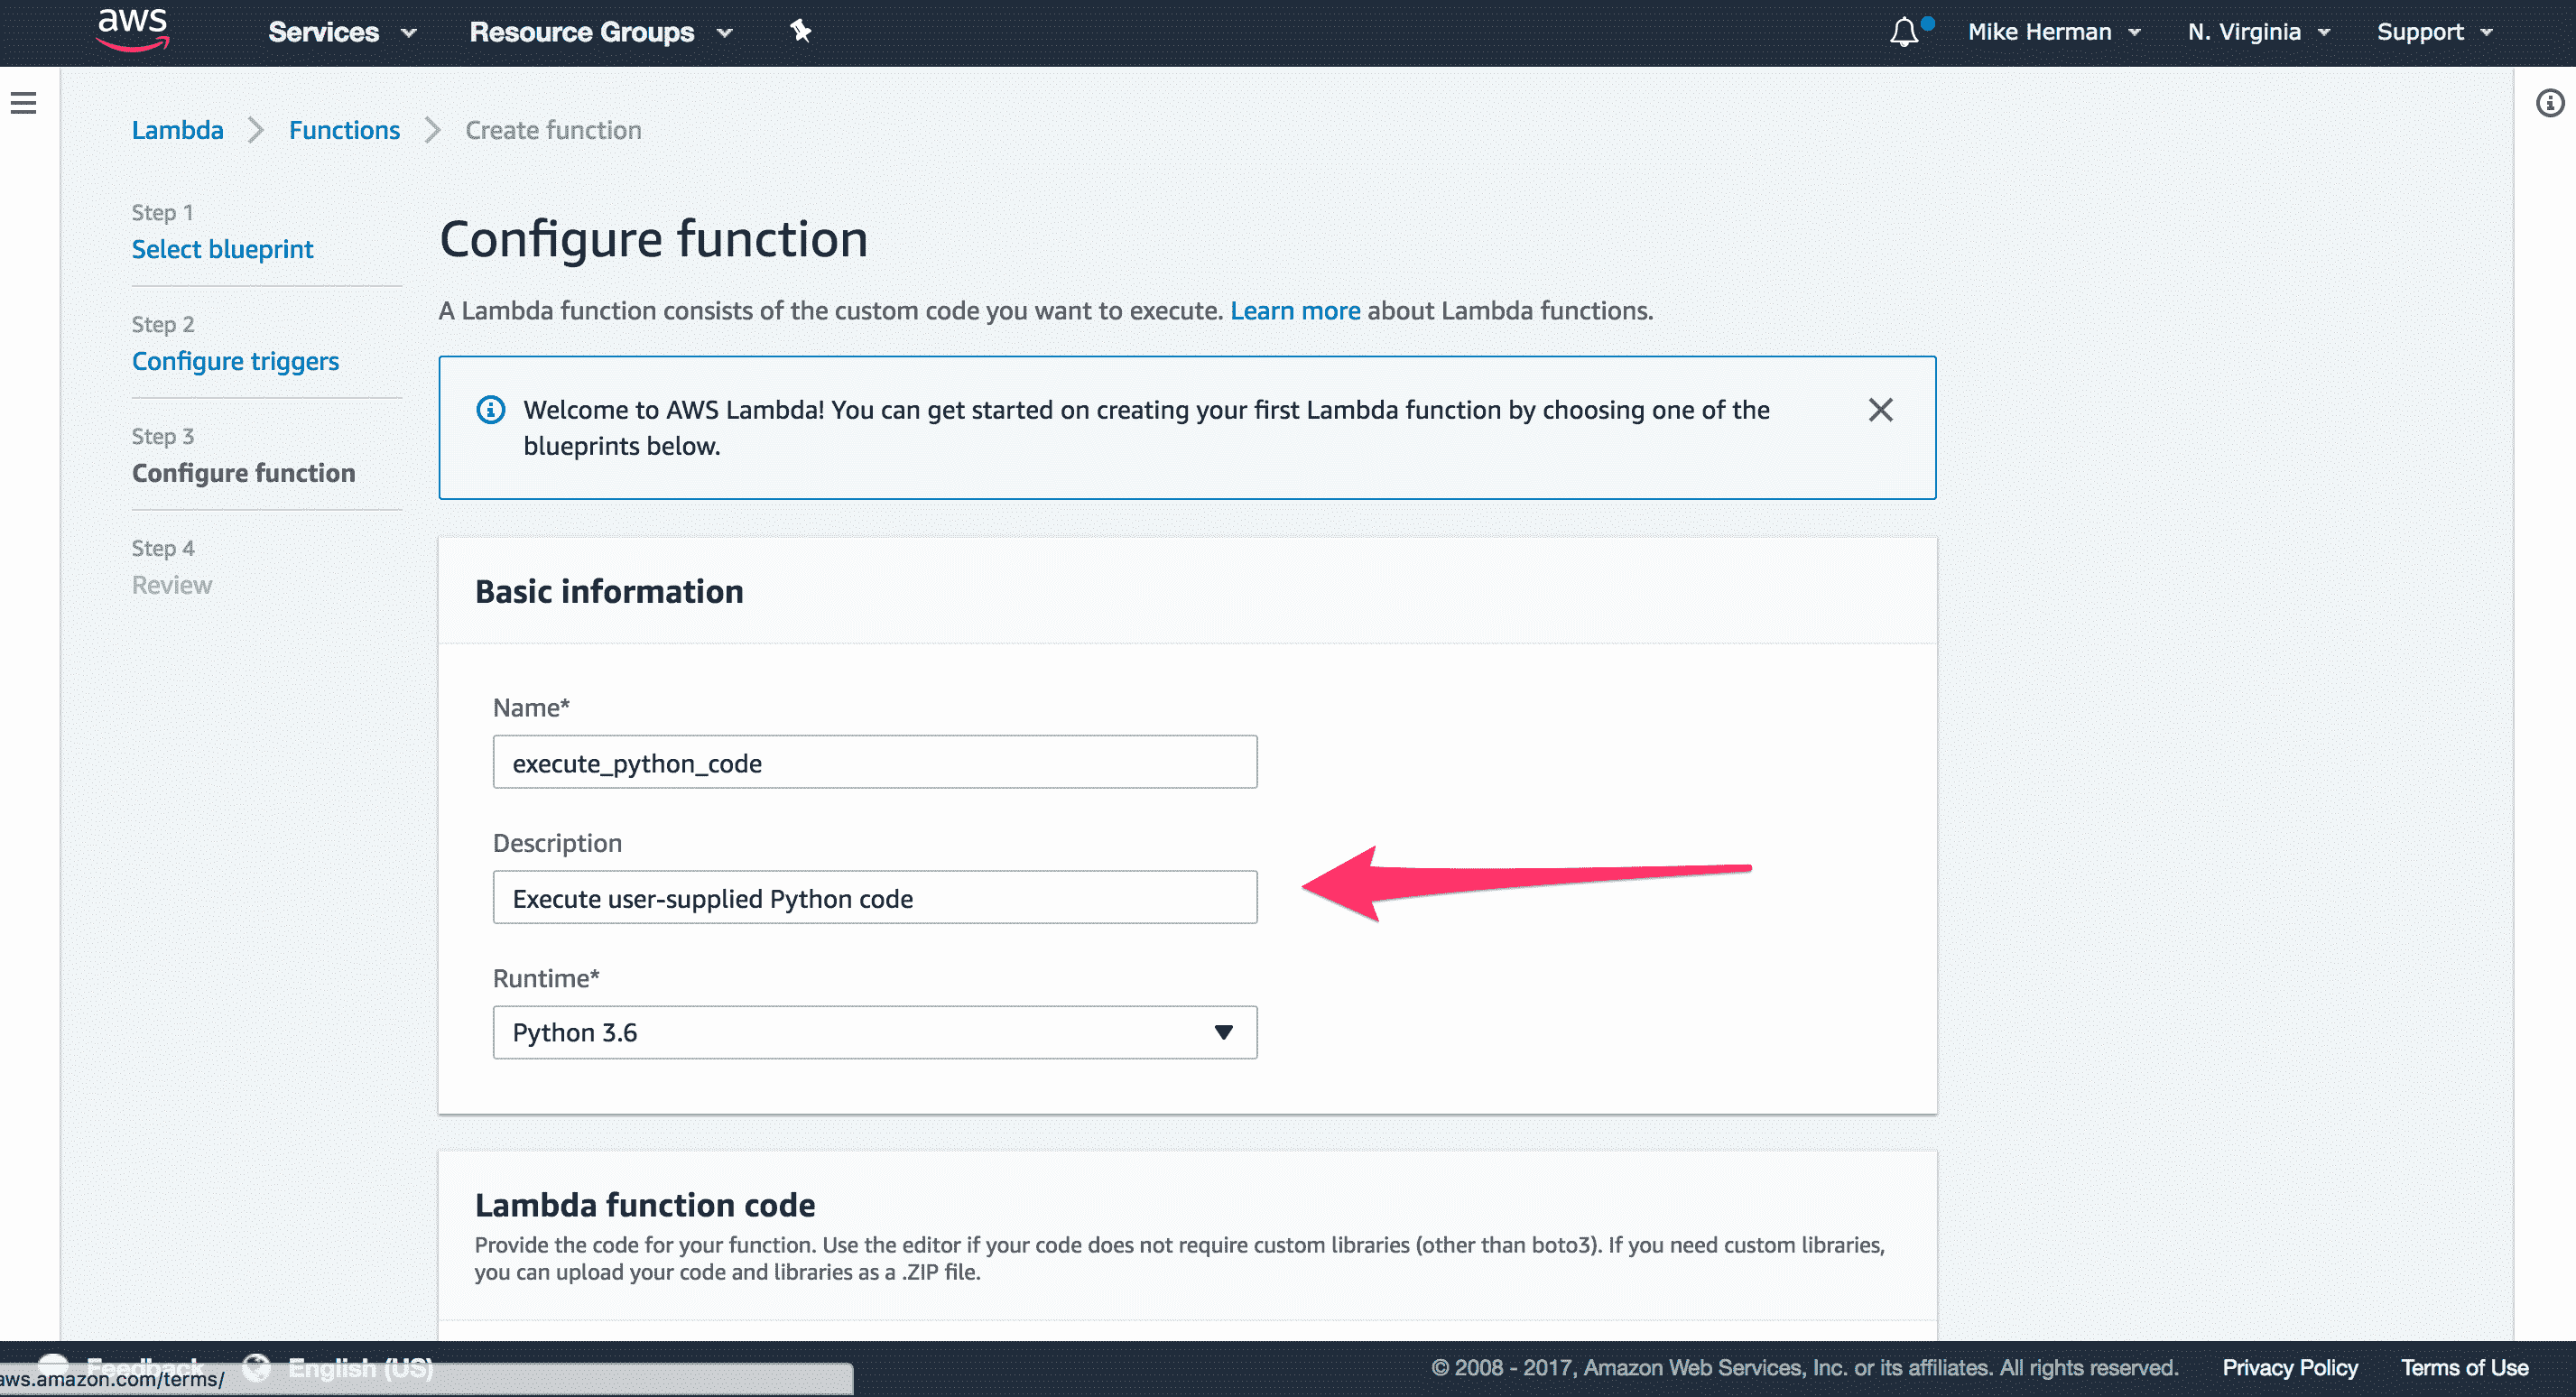 aws
Services
Resource Groups
Mike Herman
N. Virginia
Support
Lambda
Functions
Create function
Step 1
Select blueprint
Step 2
Configure triggers
Step 3
Configure function
Step 4
Review
Configure function
A Lambda function consists of the custom code you want to execute. Learn more about Lambda functions.
Welcome to AWS Lambda! You can get started on creating your first Lambda function by choosing one of the
blueprints below.
Basic information
Name*
execute_python_code
Description
Execute user-supplied Python code
Runtime*
Python 3.6
Lambda function code
Provide the code for your function. Use the editor if your code does not require custom libraries (other than boto3). If you need custom libraries,
you can upload your code and libraries as a .ZIP file.
Feedback
English (US)
aws.amazon.com/terms/
© 2008 - 2017, Amazon Web Services, Inc. or its affiliates. All rights reserved.
Privacy Policy
Terms of Use